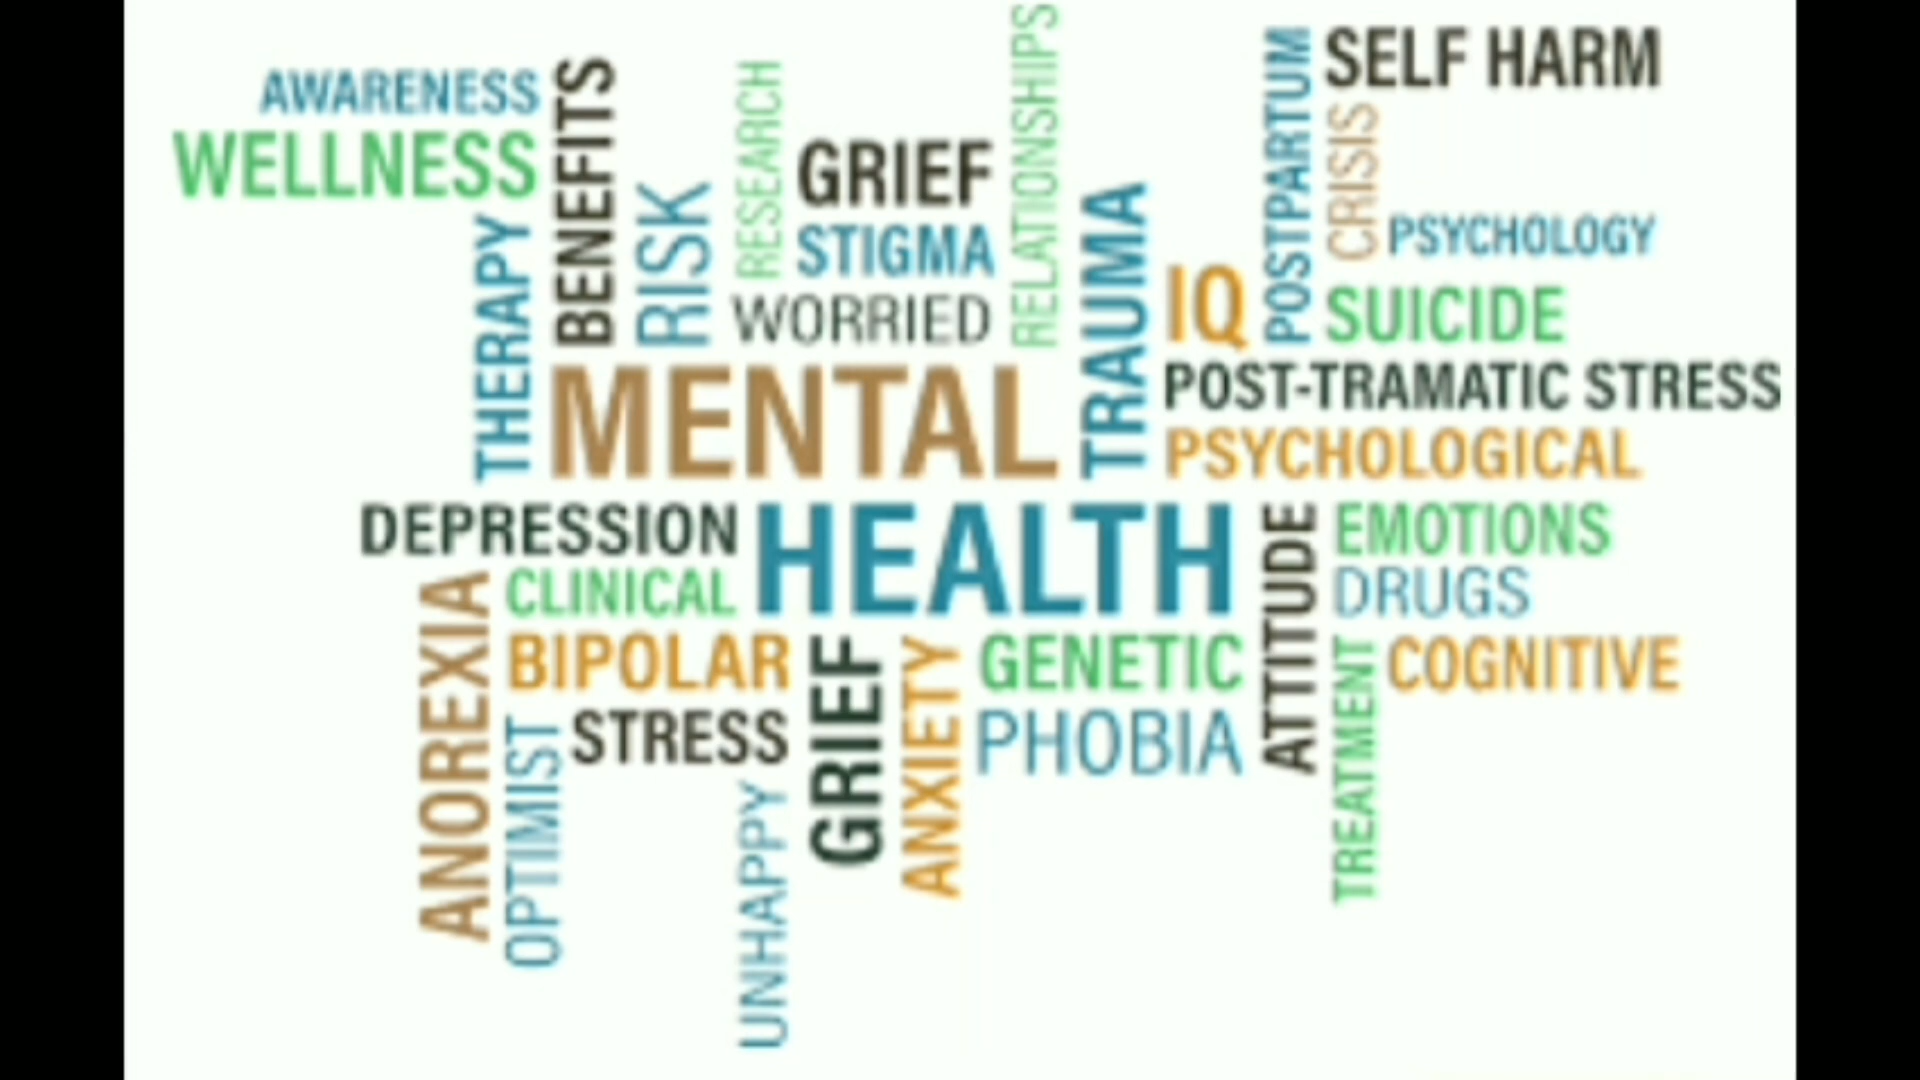 AWARENESS
WELLNESS
THERAPY
BENEFITS
RISK
RESEARCH
GRIEF
STIGMA
WORRIED
RELATIONSHIPS
TRAUMA
IQ
POSTPARTUM
SELF HARM
CRISIS
PSYCHOLOGY
SUICIDE
POST-TRAMATIC STRESS
PSYCHOLOGICAL
MENTAL
HEALTH
DEPRESSION
CLINICAL
ANOREXIA
BIPOLAR
OPTIMIST
STRESS
UNHAPPY
GRIEF
ANXIETY
GENETIC
PHOBIA
ATTITUDE
EMOTIONS
DRUGS
TREATMENT
COGNITIVE